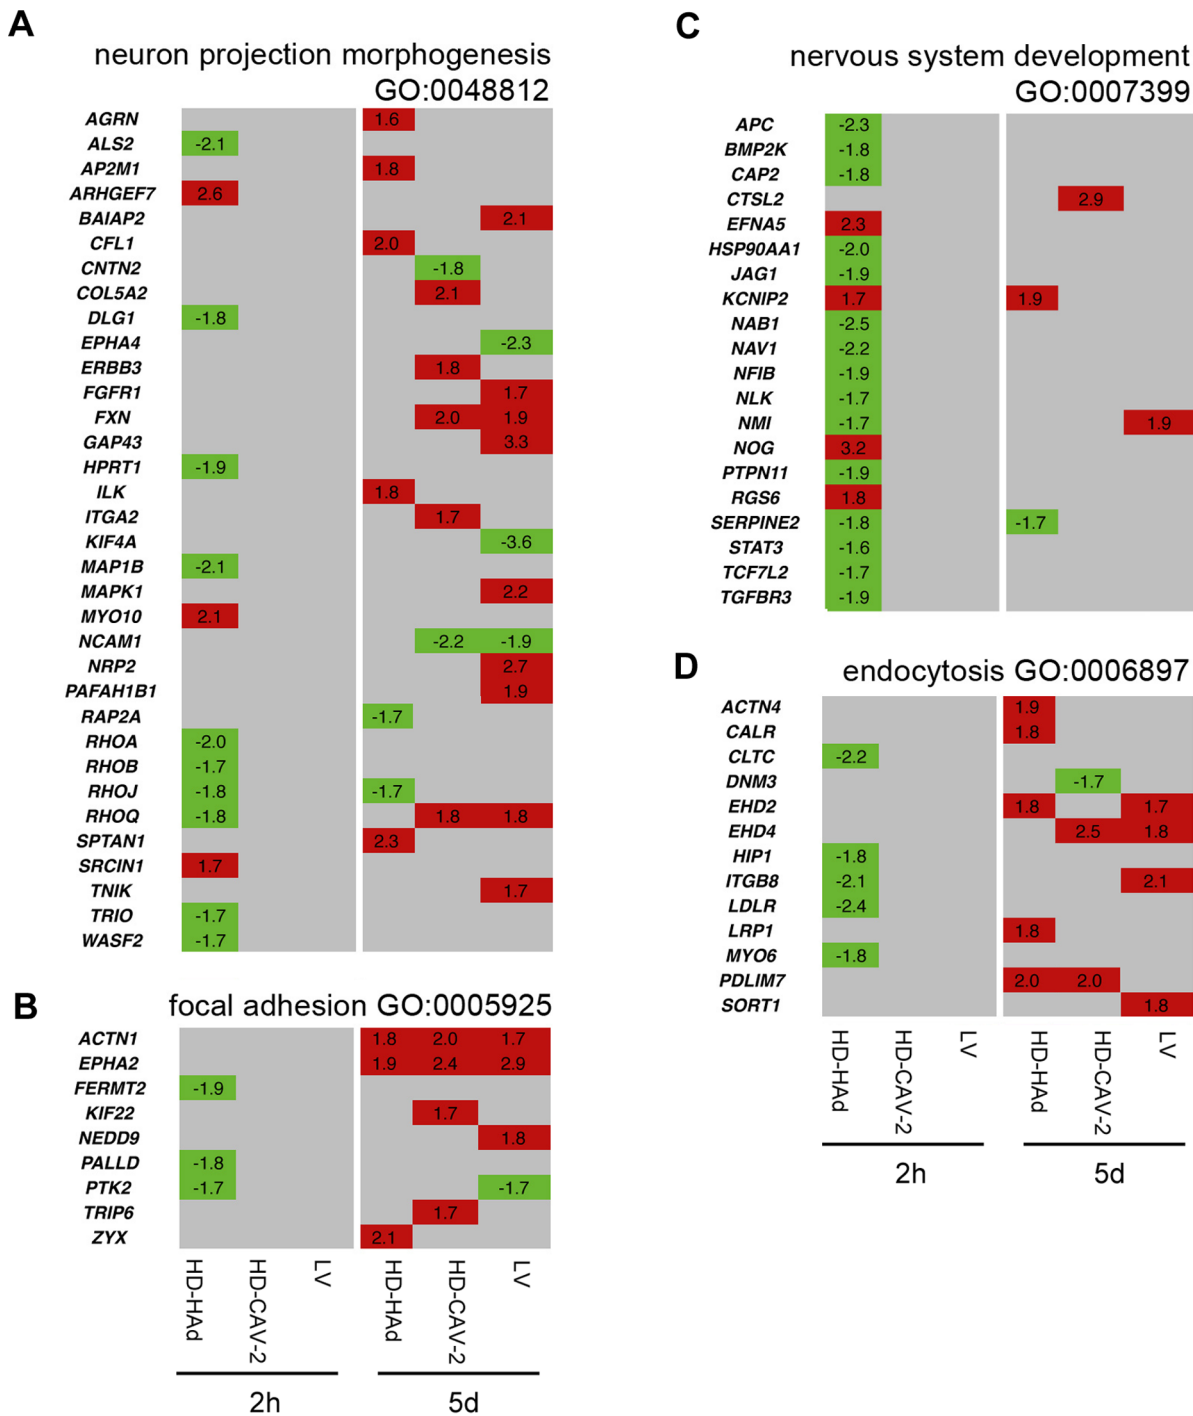 A
neuron projection morphogenesis
GO:0048812
AGRN 1.6
ALS2 -2.1
AP2M1 1.8
ARHGEF7 2.6
BAIAP2 2.1
CFL1 2.0
CNTN2 -1.8
COL5A2 2.1
DLG1 -1.8
EPHA4 -2.3
ERBB3 1.8
FGFR1 1.7
FXN 2.0 1.9
GAP43 3.3
HPRT1 -1.9
ILK 1.8
ITGA2 1.7
KIF4A -3.6
MAP1B -2.1
MAPK1 2.2
MYO10 2.1
NCAM1 -2.2 -1.9
NRP2 2.7
PAFAH1B1 1.9
RAP2A -1.7
RHOA -2.0
RHOB -1.7
RHOJ -1.8 -1.7
RHOQ -1.8 1.8 1.8
SPTAN1 2.3
SRCIN1 1.7
TNIK 1.7
TRIO -1.7
WASF2 -1.7
B
focal adhesion GO:0005925
ACTN1 1.8 2.0 1.7
EPHA2 1.9 2.4 2.9
FERMT2 -1.9
KIF22 1.7
NEDD9 1.8
PALLD -1.8
PTK2 -1.7 -1.7
TRIP6 1.7
ZYX 2.1
HD-HAd HD-CAV-2 LV HD-HAd HD-CAV-2 LV
2h 5d
C
nervous system development
GO:0007399
APC -2.3
BMP2K -1.8
CAP2 -1.8
CTSL2 2.9
EFNA5 2.3
HSP90AA1 -2.0
JAG1 -1.9
KCNIP2 1.7 1.9
NAB1 -2.5
NAV1 -2.2
NFIB -1.9
NLK -1.7
NMI -1.7 1.9
NOG 3.2
PTPN11 -1.9
RGS6 1.8
SERPINE2 -1.8 -1.7
STAT3 -1.6
TCF7L2 -1.7
TGFBR3 -1.9
D
endocytosis GO:0006897
ACTN4 1.9
CALR 1.8
CLTC -2.2
DNM3 -1.7
EHD2 1.8 1.7
EHD4 2.5 1.8
HIP1 -1.8
ITGB8 -2.1 2.1
LDLR -2.4
LRP1 1.8
MYO6 -1.8
PDLIM7 2.0 2.0
SORT1 1.8
HD-HAd HD-CAV-2 LV HD-HAd HD-CAV-2 LV
2h 5d